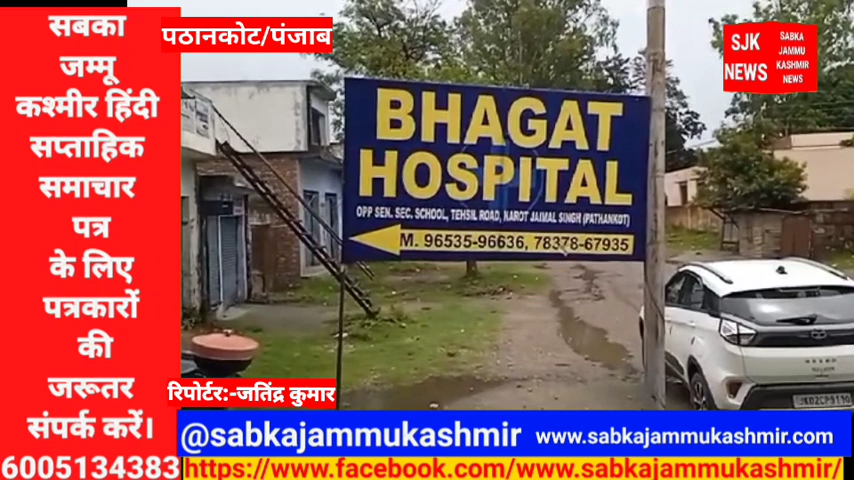 सबका
जम्मू
कश्मीर हिंदी
सप्ताहिक
समाचार
पत्र
के लिए
पत्रकारों
की
जरूतर
संपर्क करें।
6005134383
पठानकोट/पंजाब
SJK
NEWS
SABKA
JAMMU
KASHMIR
NEWS
BHAGAT
HOSPITAL
OPP SEN. SEC. SCHOOL, TEHSIL ROAD, NAROT JAIMAL SINGH (PATHANKOT)
M. 96535-96636, 78378-67935
रिपोर्टर:-जतिंद्र कुमार
@sabkajammukashmir
www.sabkajammukashmir.com
https://www.facebook.com/www.sabkajammukashmir/